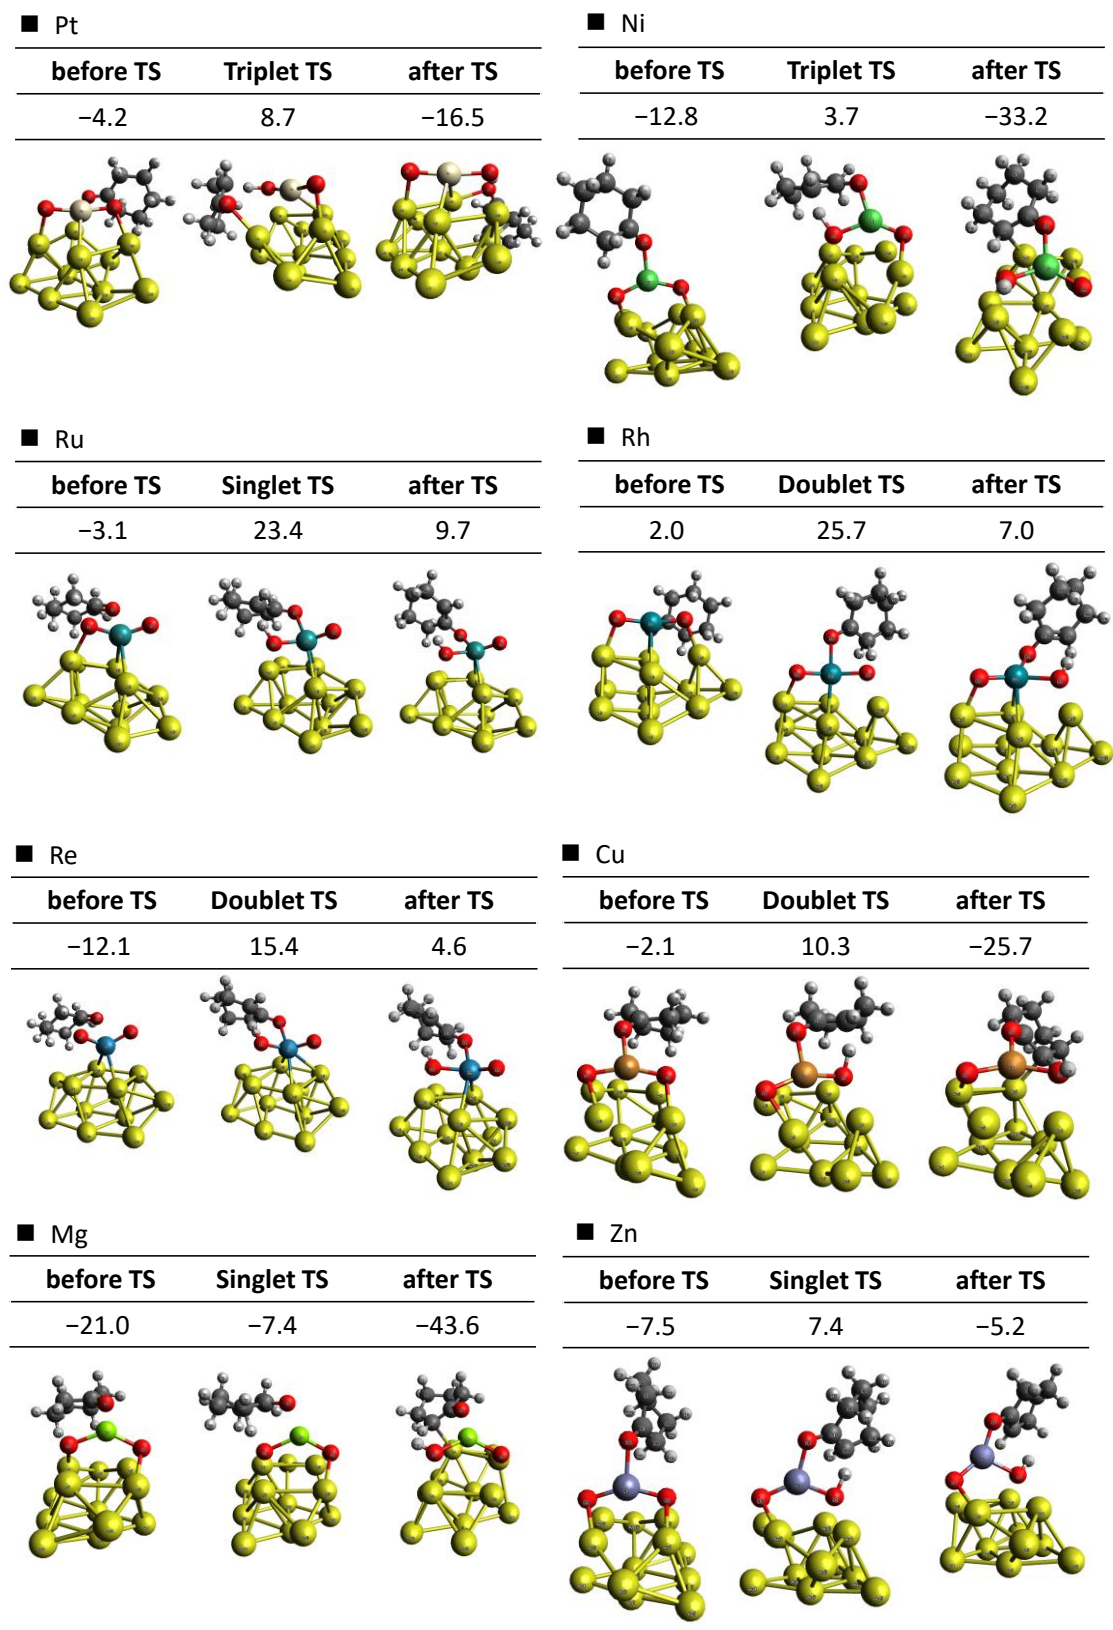 ■ Pt
before TS Triplet TS after TS
−4.2 8.7 −16.5
■ Ni
before TS Triplet TS after TS
−12.8 3.7 −33.2
■ Ru
before TS Singlet TS after TS
−3.1 23.4 9.7
■ Rh
before TS Doublet TS after TS
2.0 25.7 7.0
■ Re
before TS Doublet TS after TS
−12.1 15.4 4.6
■ Cu
before TS Doublet TS after TS
−2.1 10.3 −25.7
■ Mg
before TS Singlet TS after TS
−21.0 −7.4 −43.6
■ Zn
before TS Singlet TS after TS
−7.5 7.4 −5.2